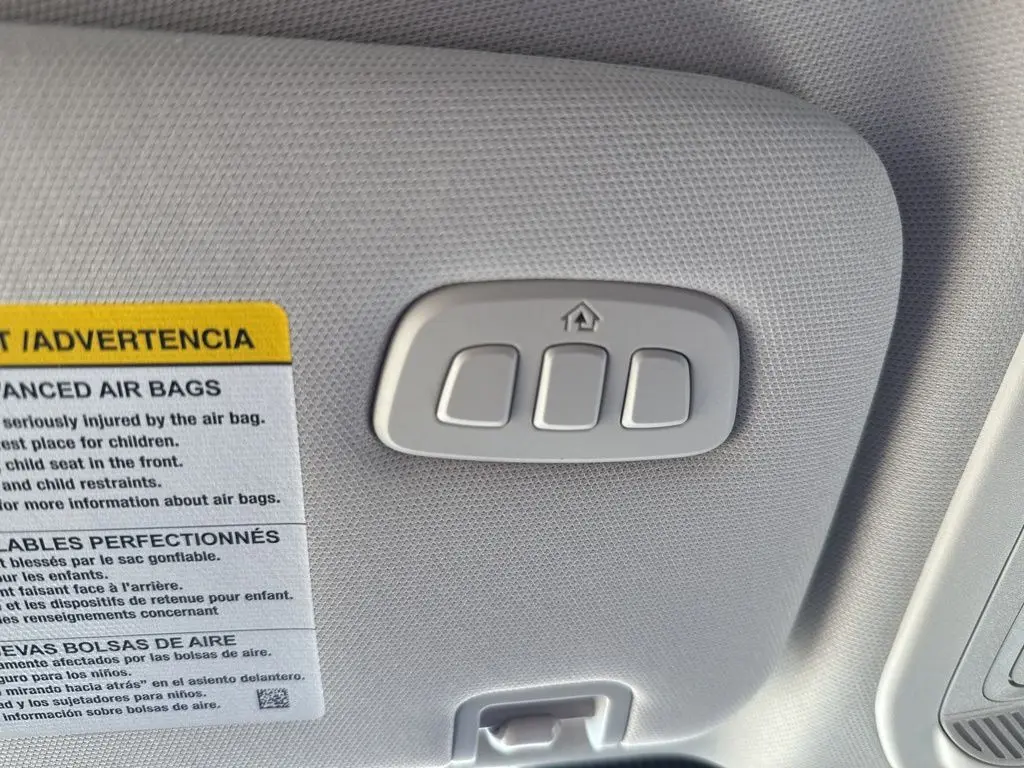 T /ADVERTENCIA
ANCED AIR BAGS
seriously injured by the air bag.
est place for children.
child seat in the front.
and child restraints.
for more information about air bags.
LABLES PERFECTIONNÉS
t blessés par le sac gonflable.
our les enfants.
nt faisant face à l'arrière.
et les dispositifs de retenue pour enfant.
les renseignements concernant
EVAS BOLSAS DE AIRE
amente afectados por las bolsas de aire.
guro para los niños.
mirando hacia atrás" en el asiento delantero.
ad y los sujetadores para niños.
información sobre bolsas de aire.